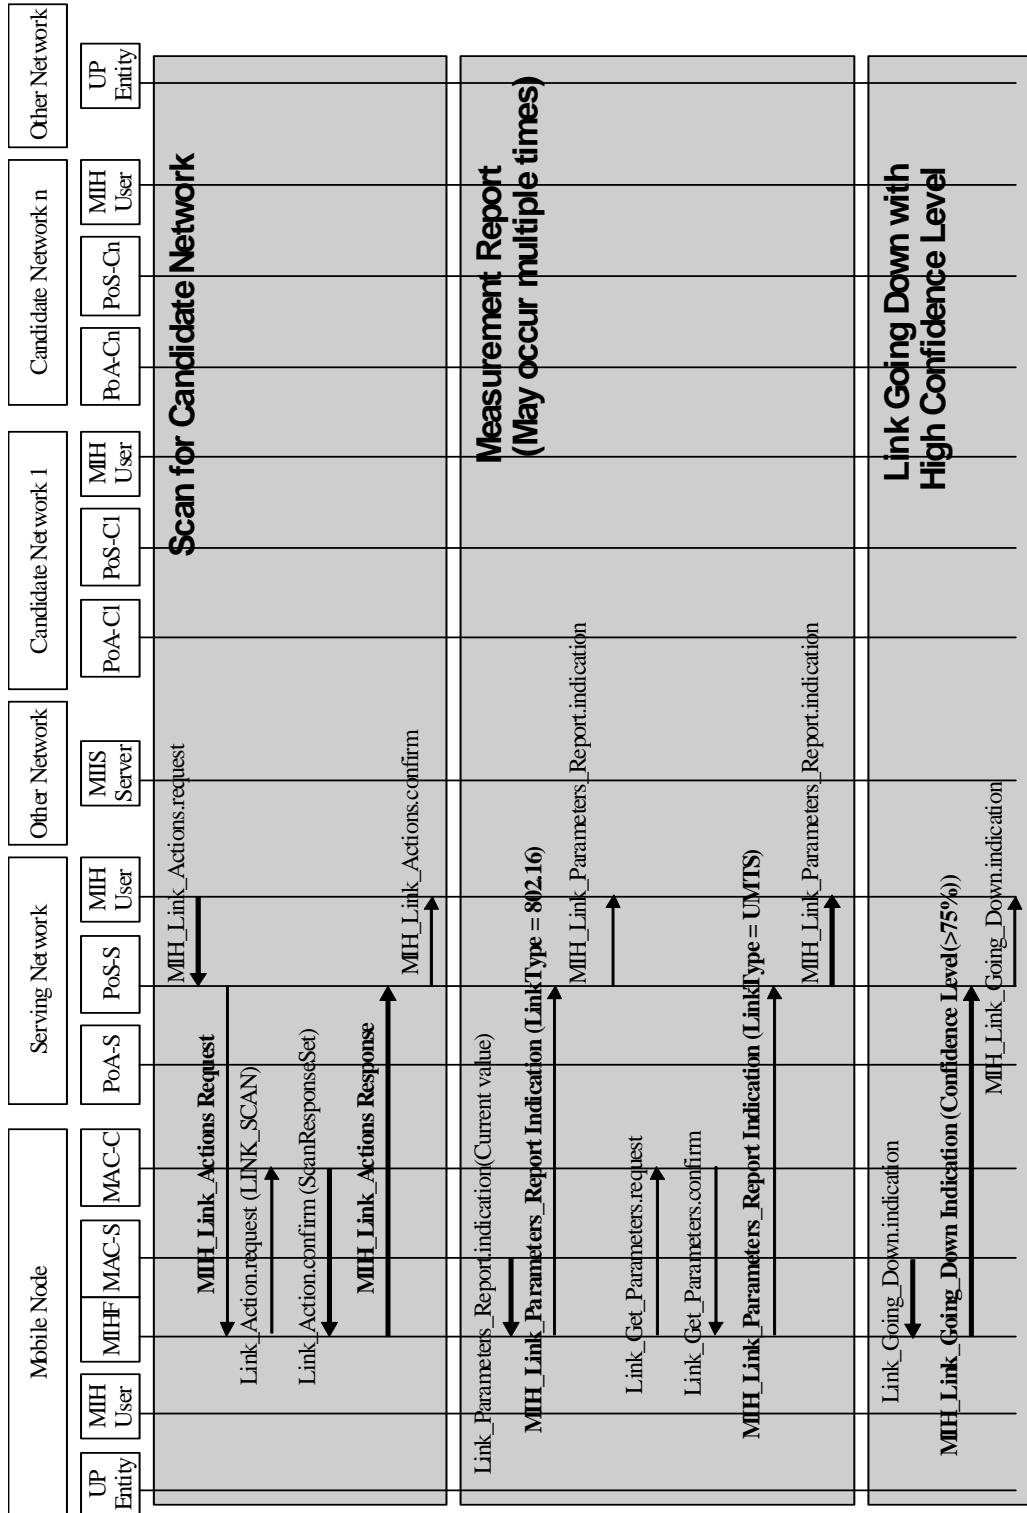 Mobile Node
Serving Network
Other Network
Candidate Network 1
Candidate Network n
Other Network
UP
Entity
MIH
User
MIHF
MAC-S
MAC-C
PoA-S
PoS-S
MIH
User
MIIS
Server
PoA-C1
PoS-C1
MIH
User
PoA-Cn
PoS-Cn
MIH
User
UP
Entity
Scan for Candidate Network
MIH_Link_Actions.request
MIH_Link_Actions Request
Link_Action.request (LINK_SCAN)
Link_Action.confirm (ScanResponseSet)
MIH_Link_Actions Response
MIH_Link_Actions.confirm
Measurement Report
(May occur multiple times)
Link_Parameters_Report.indication(Current value)
MIH_Link_Parameters_Report Indication (LinkType = 802.16)
MIH_Link_Parameters_Report.indication
Link_Get_Parameters.request
Link_Get_Parameters.confirm
MIH_Link_Parameters_Report Indication (LinkType = UMTS)
MIH_Link_Parameters_Report.indication
Link Going Down with
High Confidence Level
Link_Going_Down.indication
MIH_Link_Going_Down Indication (Confidence Level(>75%))
MIH_Link_Going_Down.indication